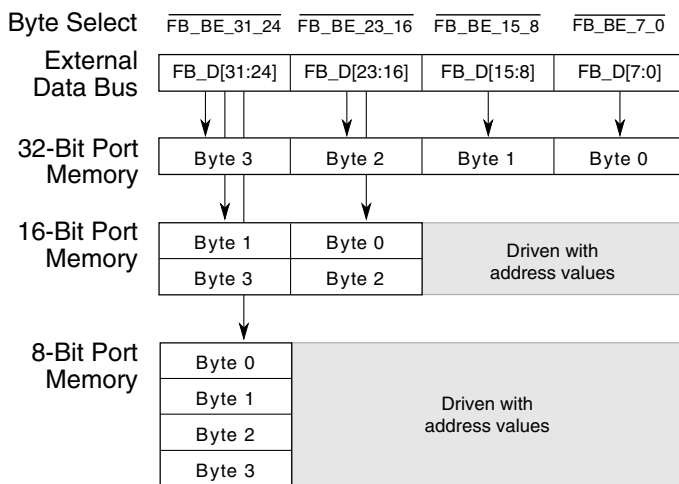 Byte Select FB_BE_31_24 FB_BE_23_16 FB_BE_15_8 FB_BE_7_0
External
Data Bus
FB_D[31:24] FB_D[23:16] FB_D[15:8] FB_D[7:0]
32-Bit Port
Memory
Byte 3 Byte 2 Byte 1 Byte 0
16-Bit Port
Memory
Byte 1 Byte 0
Byte 3 Byte 2
Driven with
address values
8-Bit Port
Memory
Byte 0
Byte 1
Byte 2
Byte 3
Driven with
address values